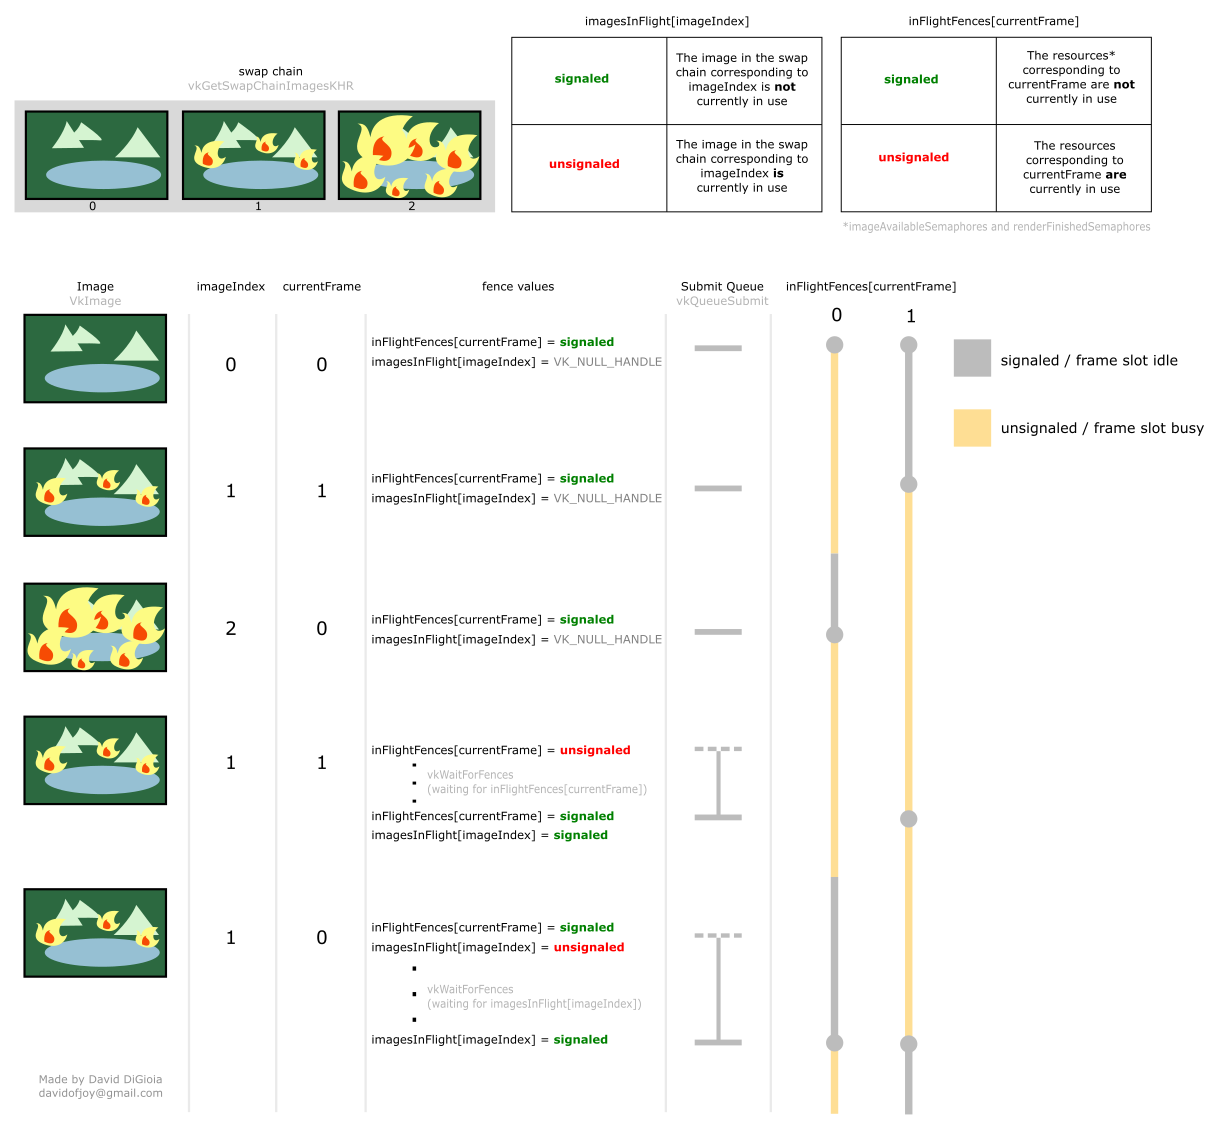 imagesInFlight[imageIndex]
inFlightFences[currentFrame]
swap chain
vkGetSwapChainImagesKHR
0
1
2
signaled
The image in the swap
chain corresponding to
imageIndex is not
currently in use
unsignaled
The image in the swap
chain corresponding to
imageIndex is
currently in use
signaled
The resources*
corresponding to
currentFrame are not
currently in use
unsignaled
The resources
corresponding to
currentFrame are
currently in use
*imageAvailableSemaphores and renderFinishedSemaphores
Image
VkImage
imageIndex
currentFrame
fence values
Submit Queue
vkQueueSubmit
inFlightFences[currentFrame]
0
1
signaled / frame slot idle
unsignaled / frame slot busy
0
0
inFlightFences[currentFrame] = signaled
imagesInFlight[imageIndex] = VK_NULL_HANDLE
1
1
inFlightFences[currentFrame] = signaled
imagesInFlight[imageIndex] = VK_NULL_HANDLE
2
0
inFlightFences[currentFrame] = signaled
imagesInFlight[imageIndex] = VK_NULL_HANDLE
1
1
inFlightFences[currentFrame] = unsignaled
vkWaitForFences
(waiting for inFlightFences[currentFrame])
inFlightFences[currentFrame] = signaled
imagesInFlight[imageIndex] = signaled
1
0
inFlightFences[currentFrame] = signaled
imagesInFlight[imageIndex] = unsignaled
vkWaitForFences
(waiting for imagesInFlight[imageIndex])
imagesInFlight[imageIndex] = signaled
Made by David DiGioia
davidofjoy@gmail.com